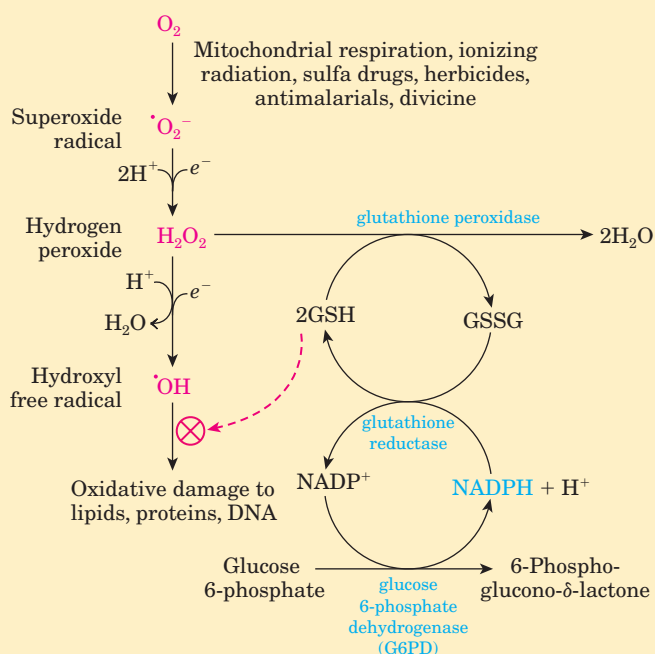 O₂
Mitochondrial respiration, ionizing
radiation, sulfa drugs, herbicides,
antimalarials, divicine
Superoxide
radical
•O₂⁻
2H⁺
e⁻
Hydrogen
peroxide
H₂O₂
glutathione peroxidase
2H₂O
H⁺
e⁻
H₂O
2GSH
GSSG
Hydroxyl
free radical
•OH
glutathione
reductase
Oxidative damage to
lipids, proteins, DNA
NADP⁺
NADPH + H⁺
Glucose
6-phosphate
glucose
6-phosphate
dehydrogenase
(G6PD)
6-Phospho-
glucono-δ-lactone